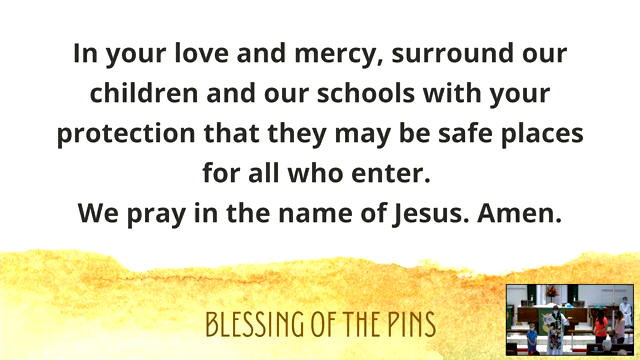 In your love and mercy, surround our
children and our schools with your
protection that they may be safe places
for all who enter.
We pray in the name of Jesus. Amen.
BLESSING OF THE PINS